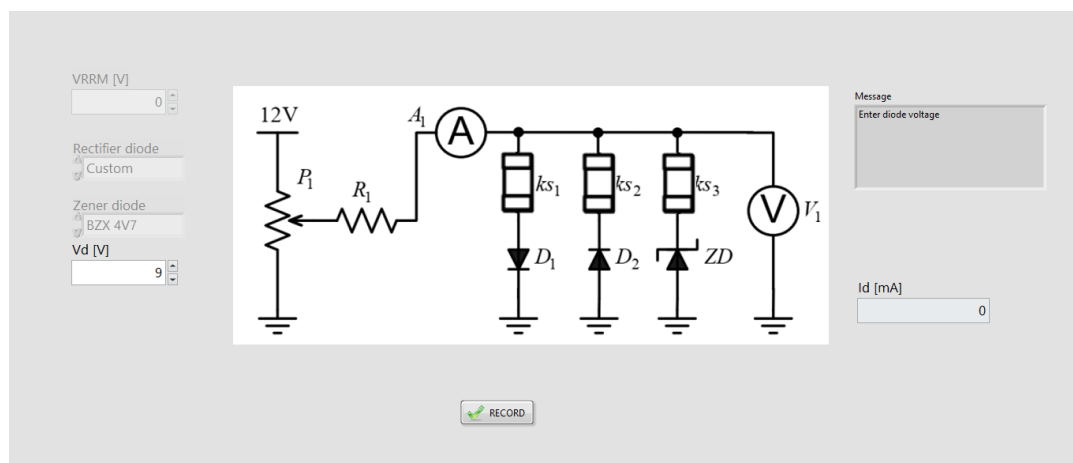 VRRM [V]
0
Rectifier diode
Custom
Zener diode
BZX 4V7
Vd [V]
9
12V
P1
R1
A1
A
ks1
ks2
ks3
D1
D2
ZD
V
V1
Message
Enter diode voltage
Id [mA]
0
RECORD